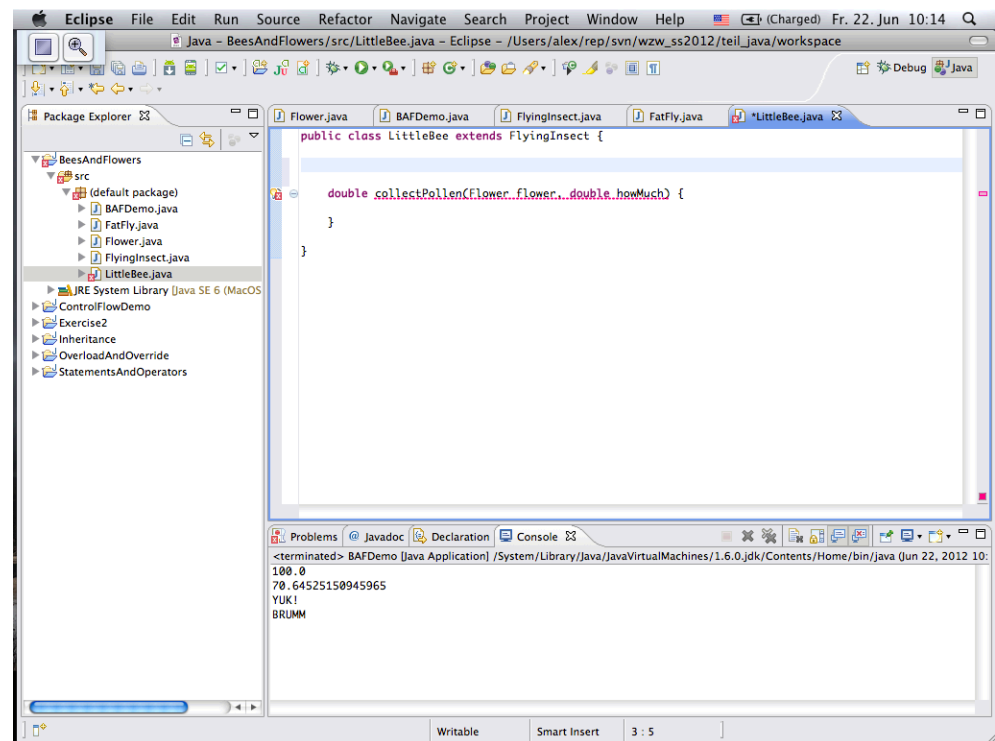 Eclipse File Edit Run Source Refactor Navigate Search Project Window Help (Charged) Fr. 22. Jun 10:14
Java – BeesAndFlowers/src/LittleBee.java – Eclipse – /Users/alex/rep/svn/wzw_ss2012/teil_java/workspace
Debug Java
Package Explorer
BeesAndFlowers
src
(default package)
BAFDemo.java
FatFly.java
Flower.java
FlyingInsect.java
LittleBee.java
JRE System Library [Java SE 6 (MacOS
ControlFlowDemo
Exercise2
Inheritance
OverloadAndOverride
StatementsAndOperators
Flower.java BAFDemo.java FlyingInsect.java FatFly.java *LittleBee.java
public class LittleBee extends FlyingInsect {
double collectPollen(Flower flower, double howMuch) {
}
}
Problems @ Javadoc Declaration Console
<terminated> BAFDemo [Java Application] /System/Library/Java/JavaVirtualMachines/1.6.0.jdk/Contents/Home/bin/java (Jun 22, 2012 10:
100.0
70.64525150945965
YUK!
BRUMM
Writable Smart Insert 3 : 5